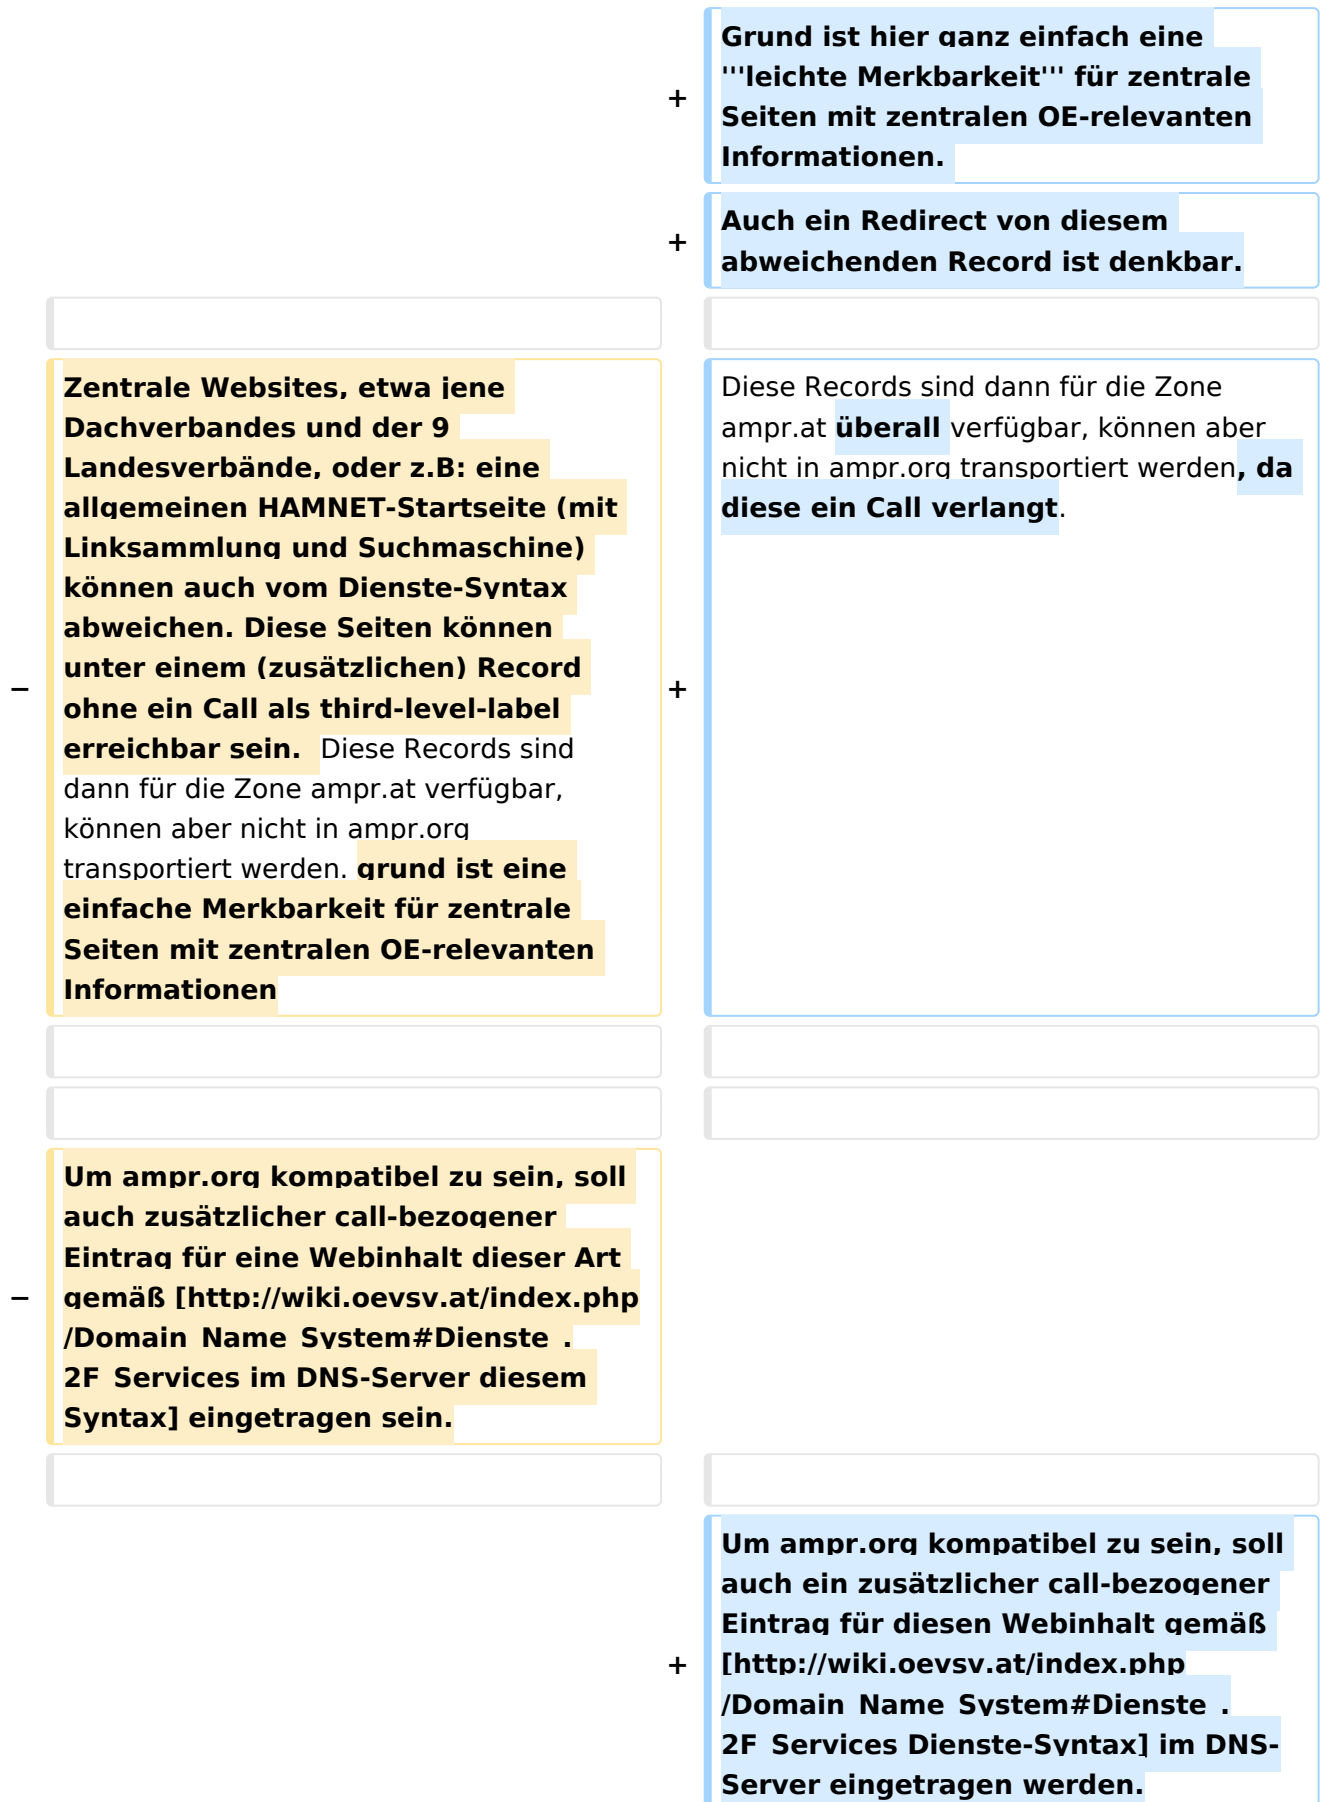 Grund ist hier ganz einfach eine
'''leichte Merkbarkeit''' für zentrale
+
Seiten mit zentralen OE-relevanten
Informationen.
Auch ein Redirect von diesem
+
abweichenden Record ist denkbar.
Zentrale Websites, etwa jene
Dachverbandes und der 9
Landesverbände, oder z.B: eine
allgemeinen HAMNET-Startseite (mit
Linksammlung und Suchmaschine)
können auch vom Dienste-Syntax
abweichen. Diese Seiten können
unter einem (zusätzlichen) Record
−
ohne ein Call als third-level-label
erreichbar sein.  Diese Records sind
dann für die Zone ampr.at verfügbar,
können aber nicht in ampr.org
transportiert werden. grund ist eine
einfache Merkbarkeit für zentrale
Seiten mit zentralen OE-relevanten
Informationen
+
Diese Records sind dann für die Zone
ampr.at überall verfügbar, können aber
nicht in ampr.org transportiert werden, da
diese ein Call verlangt.
Um ampr.org kompatibel zu sein, soll
auch zusätzlicher call-bezogener
Eintrag für eine Webinhalt dieser Art
−
gemäß [http://wiki.oevsv.at/index.php
/Domain_Name_System#Dienste_.
2F_Services im DNS-Server diesem
Syntax] eingetragen sein.
Um ampr.org kompatibel zu sein, soll
auch ein zusätzlicher call-bezogener
Eintrag für diesen Webinhalt gemäß
+
[http://wiki.oevsv.at/index.php
/Domain_Name_System#Dienste_.
2F_Services Dienste-Syntax] im DNS-
Server eingetragen werden.